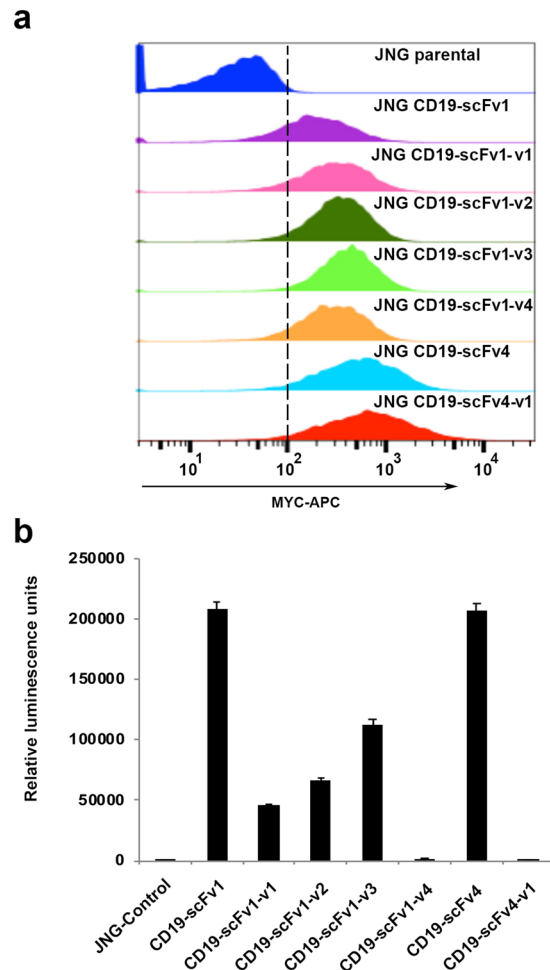 a
JNG parental
JNG CD19-scFv1
JNG CD19-scFv1-v1
JNG CD19-scFv1-v2
JNG CD19-scFv1-v3
JNG CD19-scFv1-v4
JNG CD19-scFv4
JNG CD19-scFv4-v1
10¹ 10² 10³ 10⁴
MYC-APC
b
Relative luminescence units
250000
200000
150000
100000
50000
0
JNG-Control
CD19-scFv1
CD19-scFv1-v1
CD19-scFv1-v2
CD19-scFv1-v3
CD19-scFv1-v4
CD19-scFv4
CD19-scFv4-v1